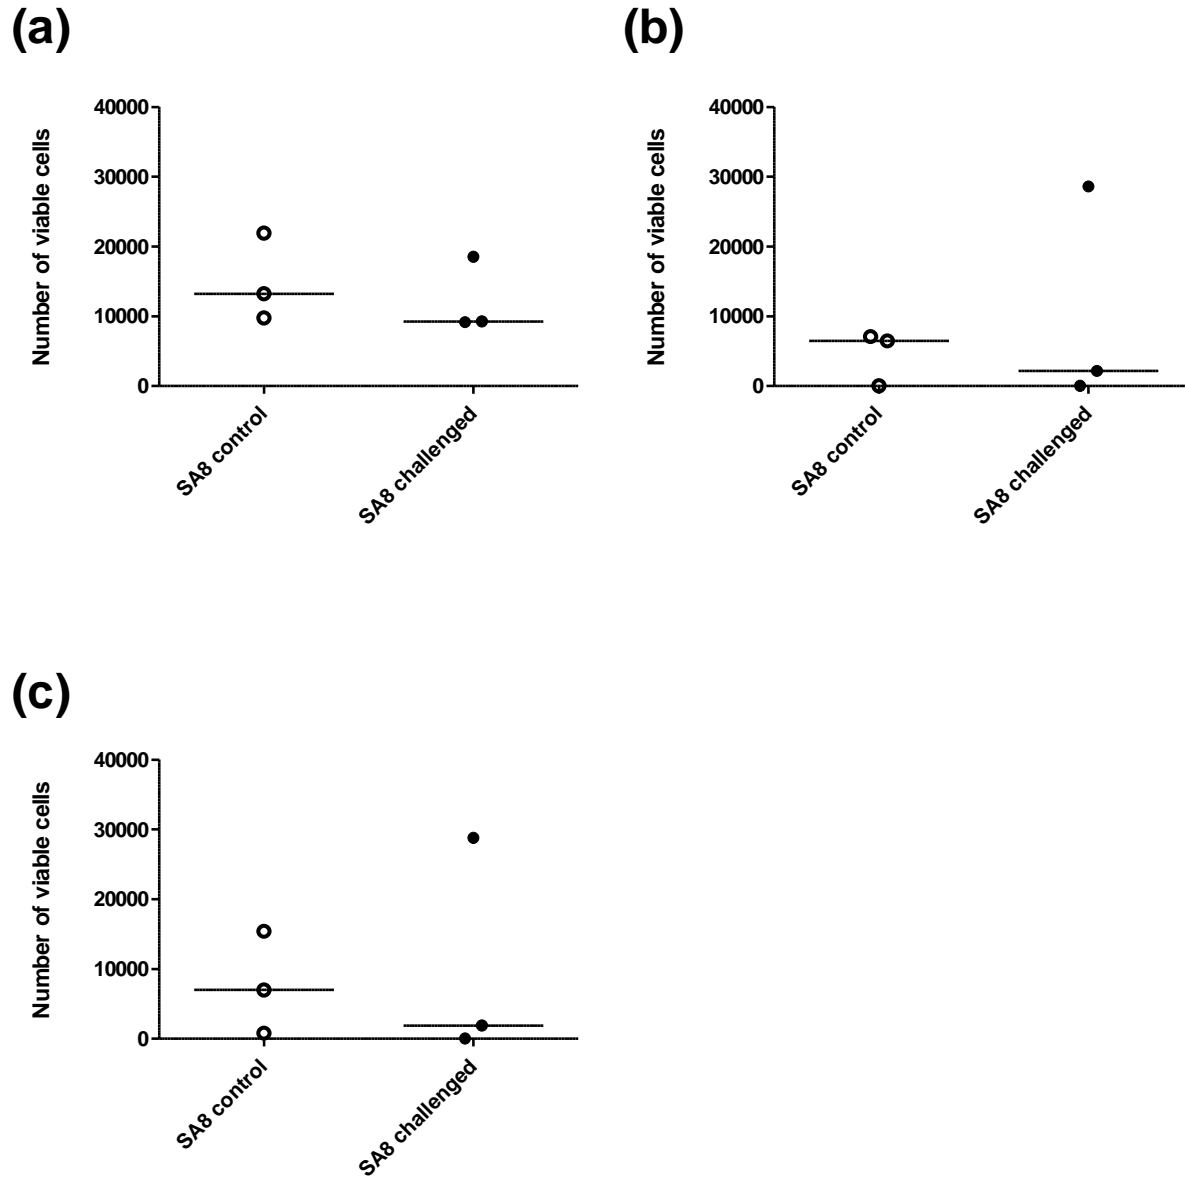 (a)
Number of viable cells
40000
30000
20000
10000
0
SA8 control
SA8 challenged
(b)
Number of viable cells
40000
30000
20000
10000
0
SA8 control
SA8 challenged
(c)
Number of viable cells
40000
30000
20000
10000
0
SA8 control
SA8 challenged